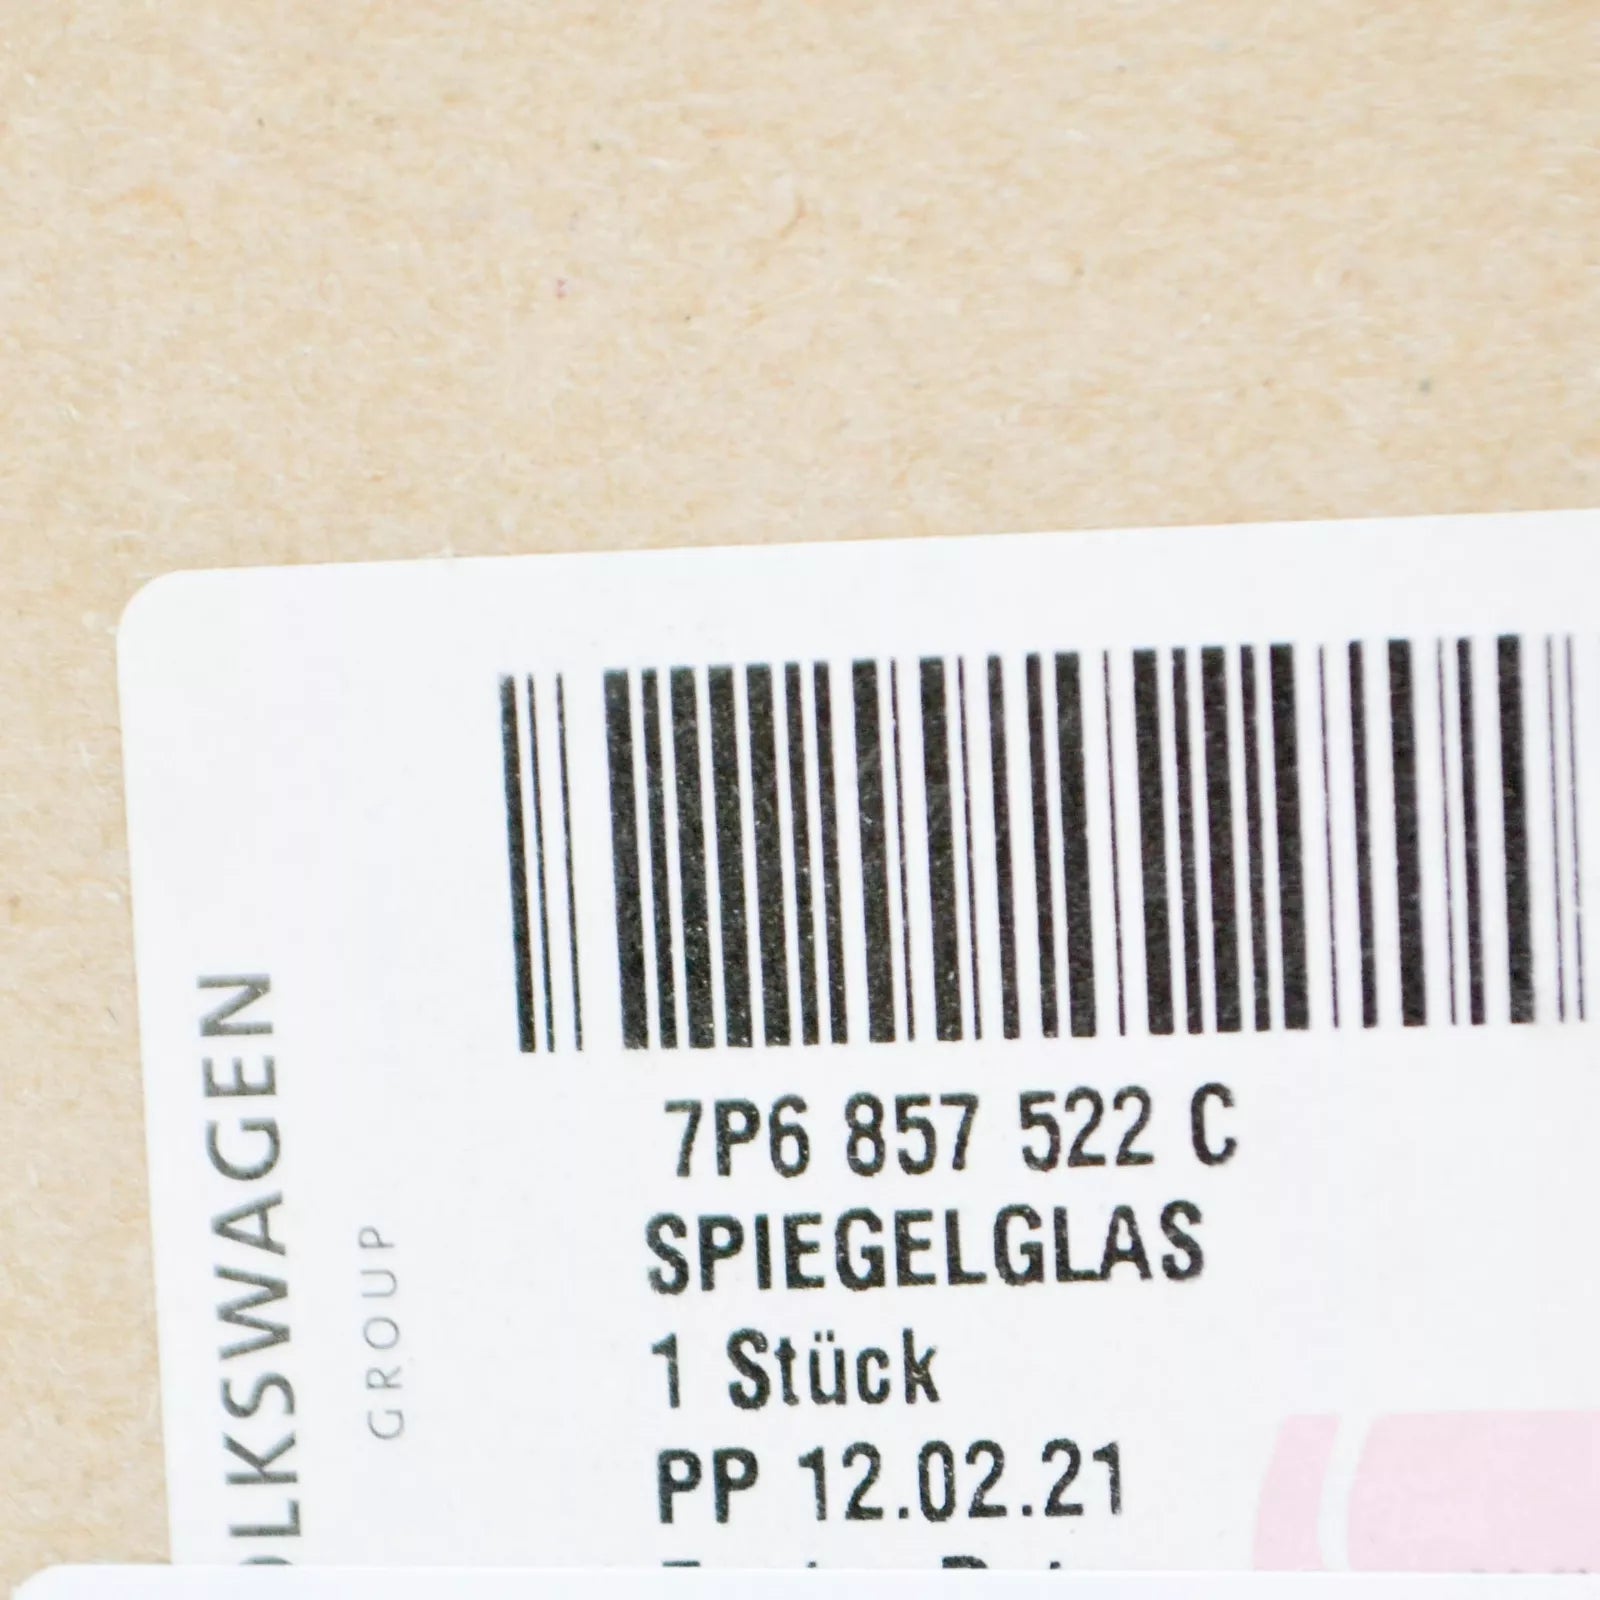 7P6 857 522 C
SPIEGELGLAS
1 Stück
PP 12.02.21
OLKSWAGEN
GROUP